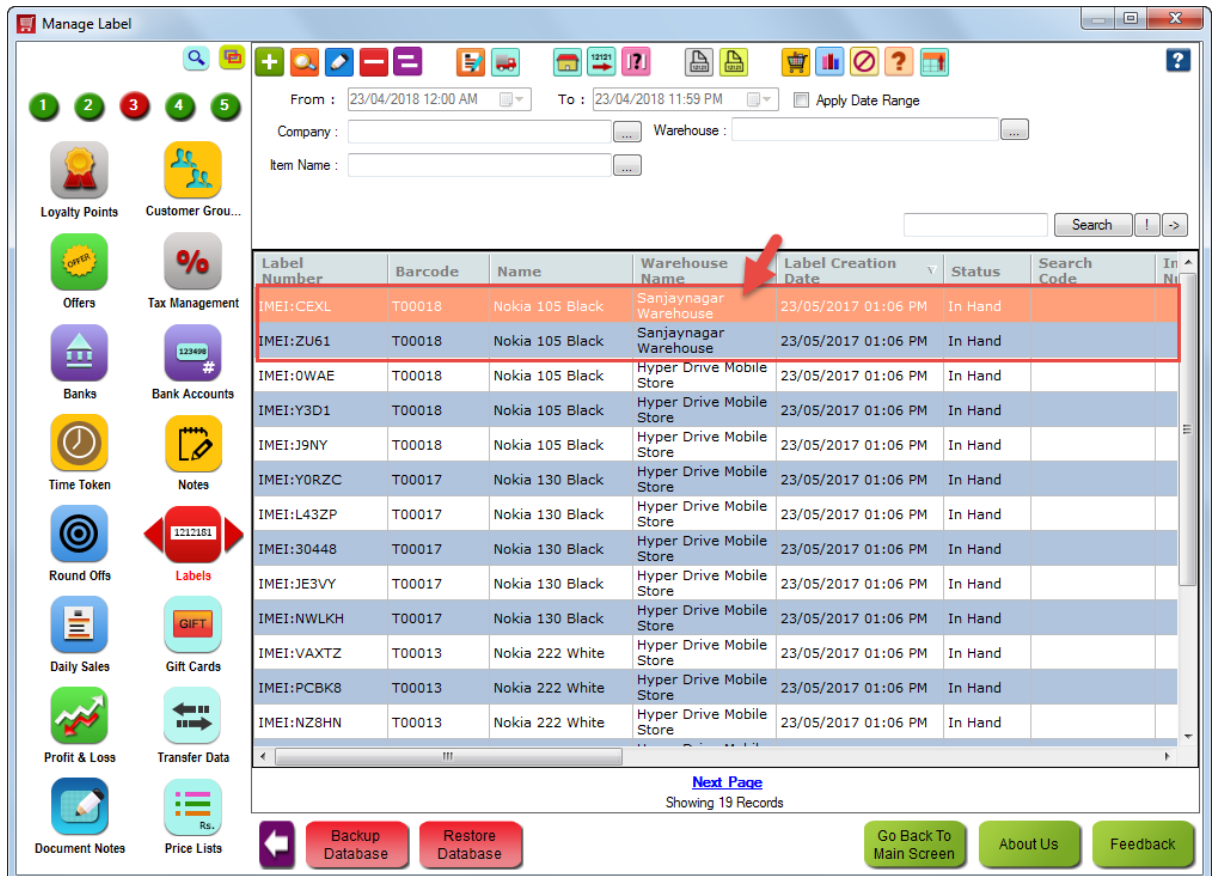 Manage Label
1 2 3 4 5
Loyalty Points
Customer Grou...
OFFER
%
Offers
Tax Management
123498
#
Banks
Bank Accounts
Time Token
Notes
1212181
Round Offs
Labels
GIFT
Daily Sales
Gift Cards
Profit & Loss
Transfer Data
Rs.
Document Notes
Price Lists
12121
?
From : 23/04/2018 12:00 AM To : 23/04/2018 11:59 PM Apply Date Range
Company : ... Warehouse : ...
Item Name : ...
Search ! ->
Label Number Barcode Name Warehouse Name Label Creation Date Status Search Code
IMEI:CEXL T00018 Nokia 105 Black Sanjaynagar Warehouse 23/05/2017 01:06 PM In Hand
IMEI:ZU61 T00018 Nokia 105 Black Sanjaynagar Warehouse 23/05/2017 01:06 PM In Hand
IMEI:0WAE T00018 Nokia 105 Black Hyper Drive Mobile Store 23/05/2017 01:06 PM In Hand
IMEI:Y3D1 T00018 Nokia 105 Black Hyper Drive Mobile Store 23/05/2017 01:06 PM In Hand
IMEI:J9NY T00018 Nokia 105 Black Hyper Drive Mobile Store 23/05/2017 01:06 PM In Hand
IMEI:Y0RZC T00017 Nokia 130 Black Hyper Drive Mobile Store 23/05/2017 01:06 PM In Hand
IMEI:L43ZP T00017 Nokia 130 Black Hyper Drive Mobile Store 23/05/2017 01:06 PM In Hand
IMEI:30448 T00017 Nokia 130 Black Hyper Drive Mobile Store 23/05/2017 01:06 PM In Hand
IMEI:JE3VY T00017 Nokia 130 Black Hyper Drive Mobile Store 23/05/2017 01:06 PM In Hand
IMEI:NWLKH T00017 Nokia 130 Black Hyper Drive Mobile Store 23/05/2017 01:06 PM In Hand
IMEI:VAXTZ T00013 Nokia 222 White Hyper Drive Mobile Store 23/05/2017 01:06 PM In Hand
IMEI:PCBK8 T00013 Nokia 222 White Hyper Drive Mobile Store 23/05/2017 01:06 PM In Hand
IMEI:NZ8HN T00013 Nokia 222 White Hyper Drive Mobile Store 23/05/2017 01:06 PM In Hand
Next Page
Showing 19 Records
Backup Database
Restore Database
Go Back To Main Screen
About Us
Feedback